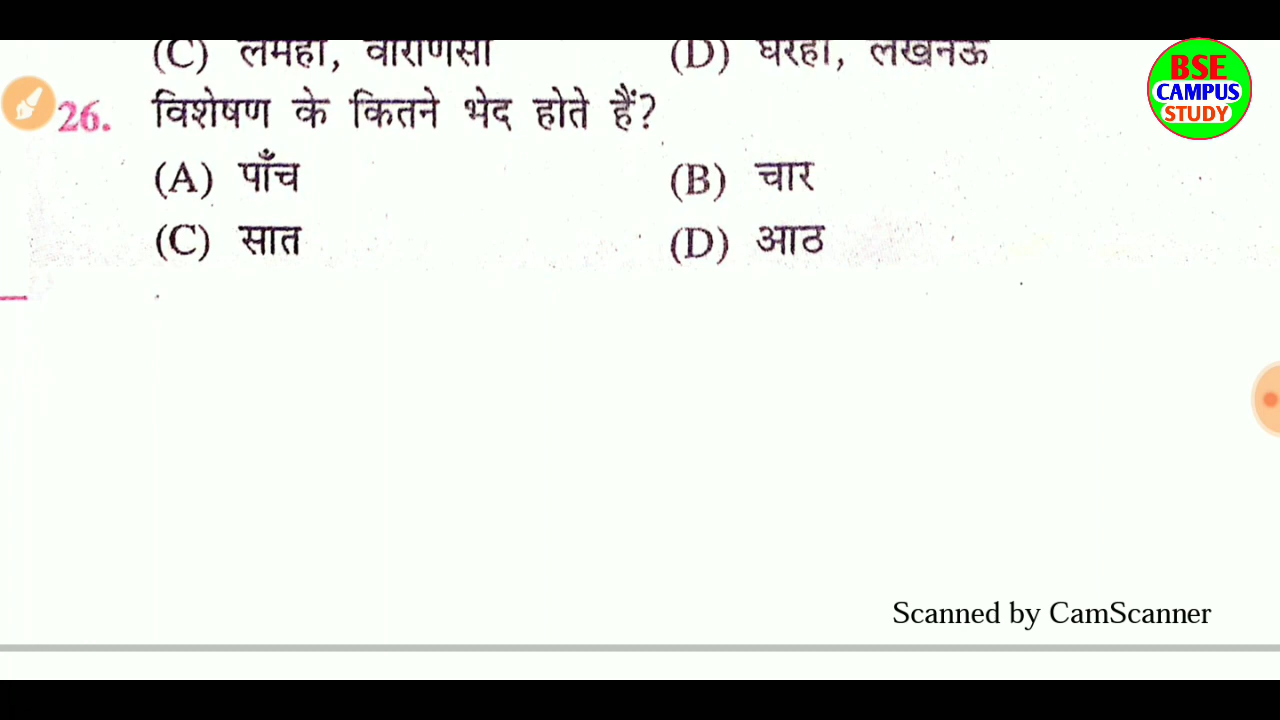 (C) लमही, वाराणसी (D) घरही, लखनऊ
BSE
CAMPUS
STUDY
26. विशेषण के कितने भेद होते हैं?
(A) पाँच (B) चार
(C) सात (D) आठ
Scanned by CamScanner